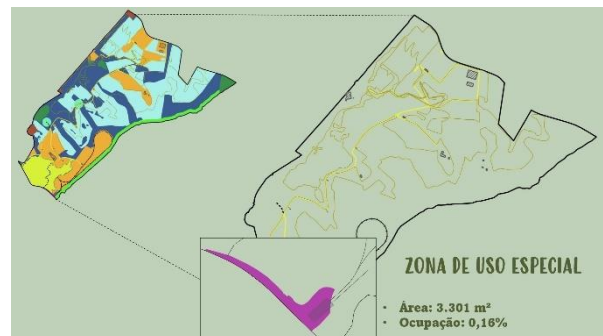 ZONA DE USO ESPECIAL
• Área: 3.301 m²
• Ocupação: 0,16%